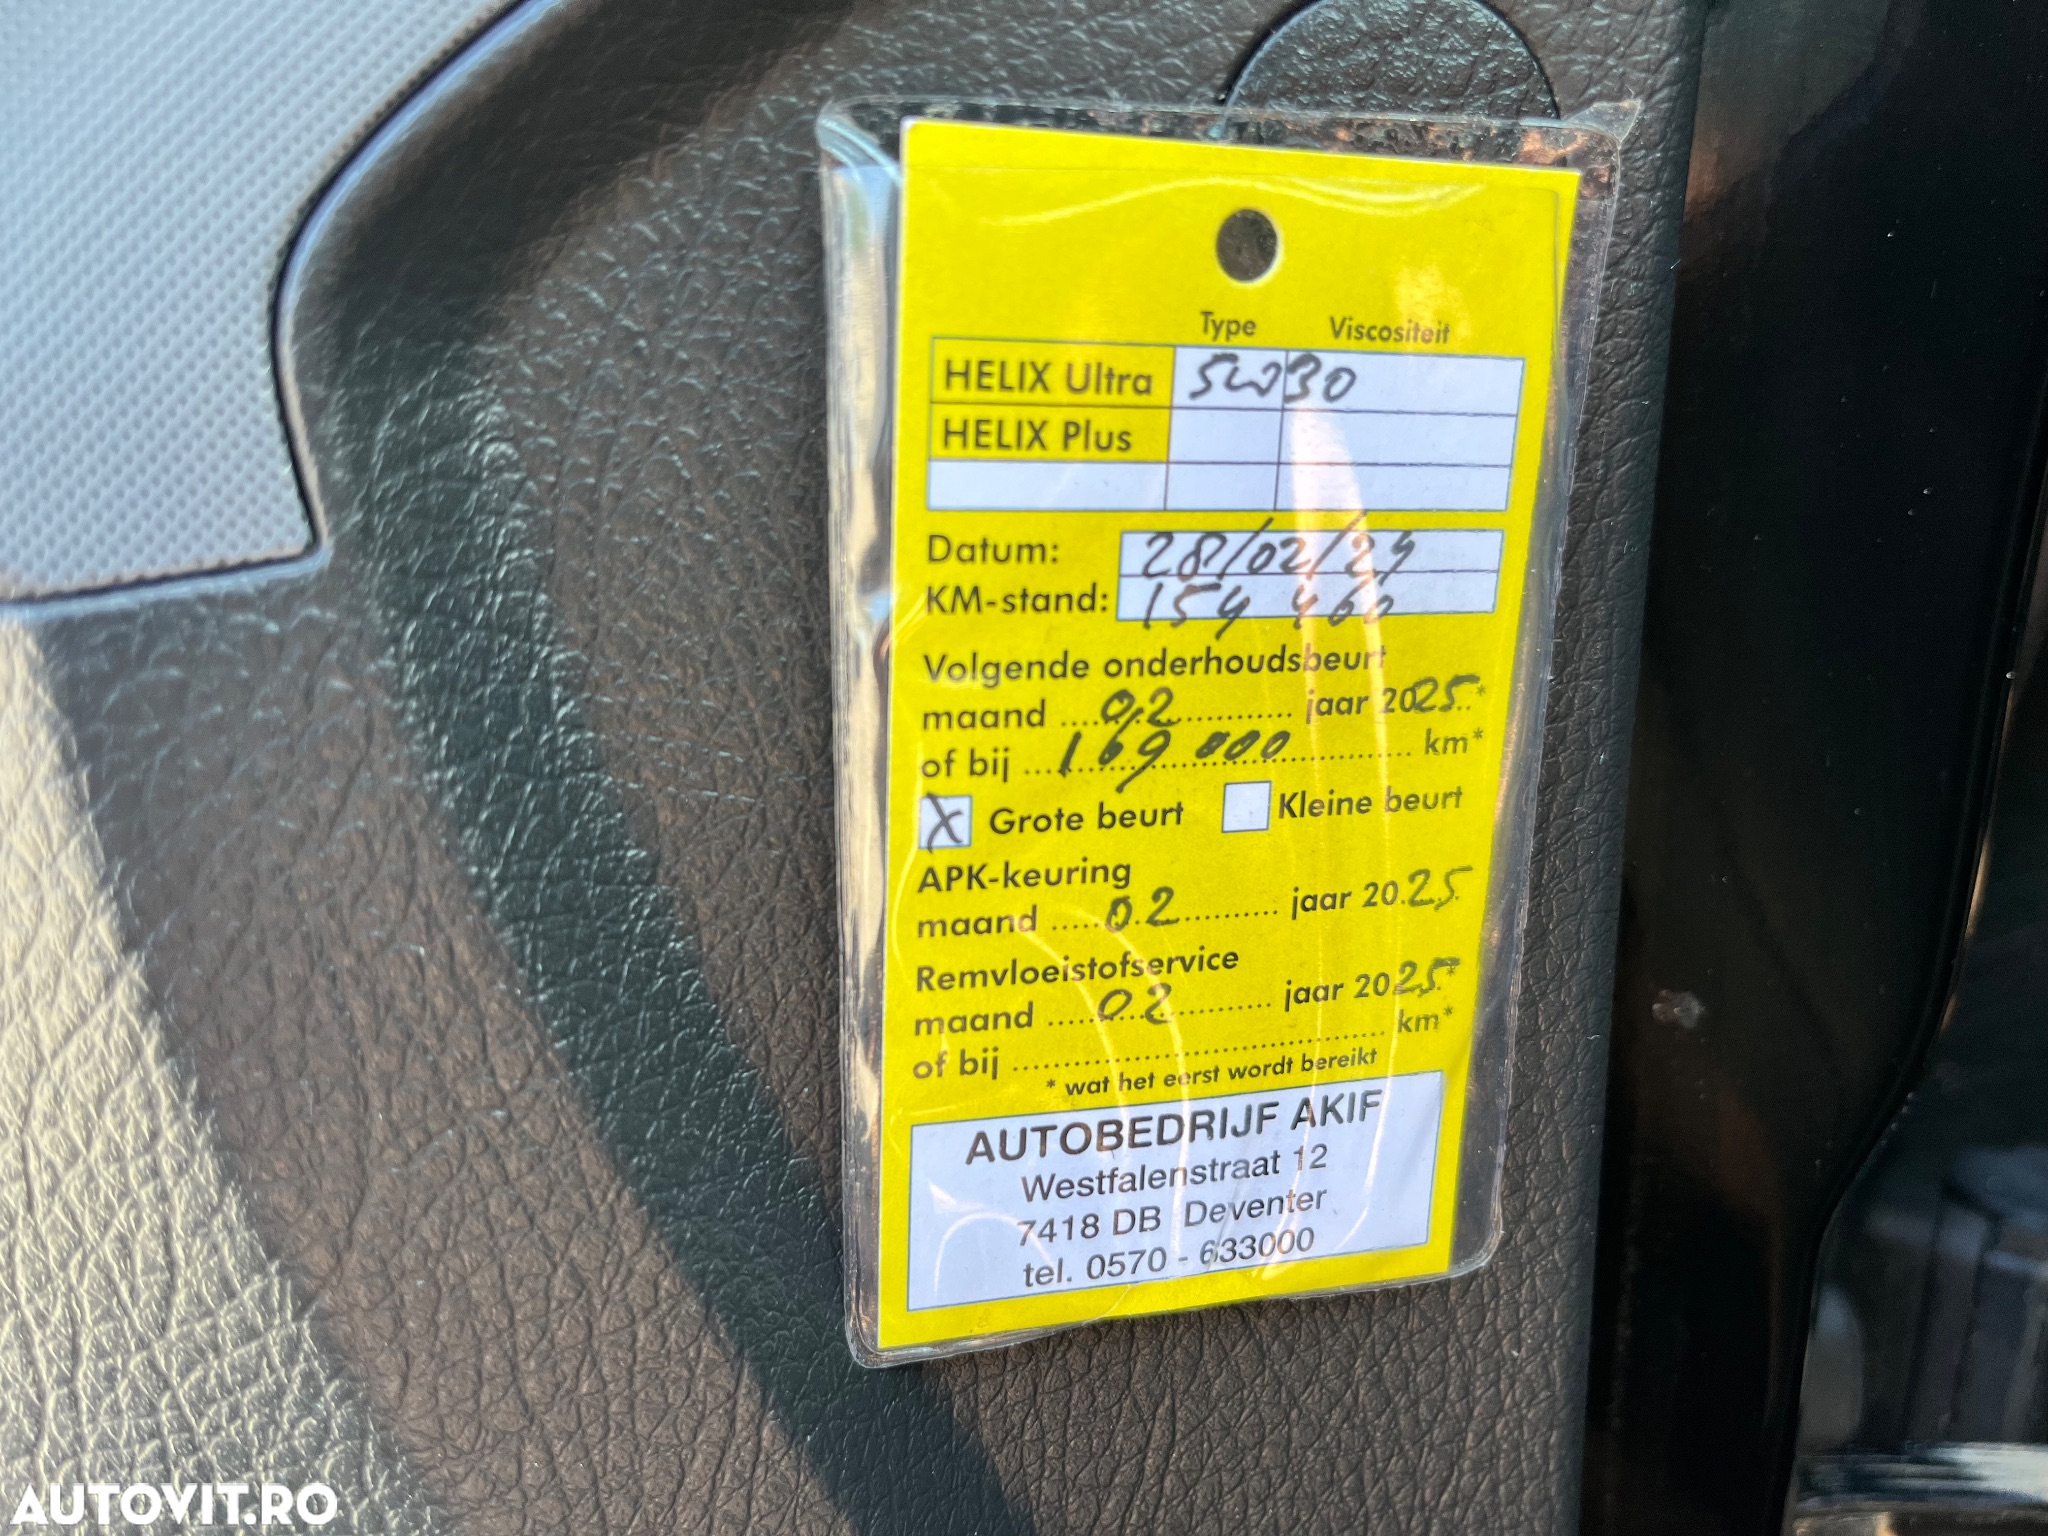 Type Viscositeit
HELIX Ultra 5W30
HELIX Plus
Datum: 28/02/24
KM-stand: 154 460
Volgende onderhoudsbeurt
maand ....02............ jaar 2025.*
of bij ....169 000............ km*
X Grote beurt Kleine beurt
APK-keuring
maand .....02.......... jaar 20.25.
Remvloeistofservice
maand .....02.......... jaar 2025.*
of bij ........................................ km*
* wat het eerst wordt bereikt
AUTOBEDRIJF AKIF
Westfalenstraat 12
7418 DB Deventer
tel. 0570 - 633000
AUTOVIT.RO